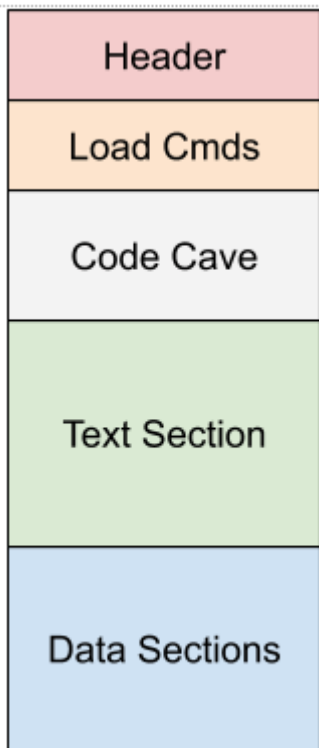 Header
Load Cmds
Code Cave
Text Section
Data Sections